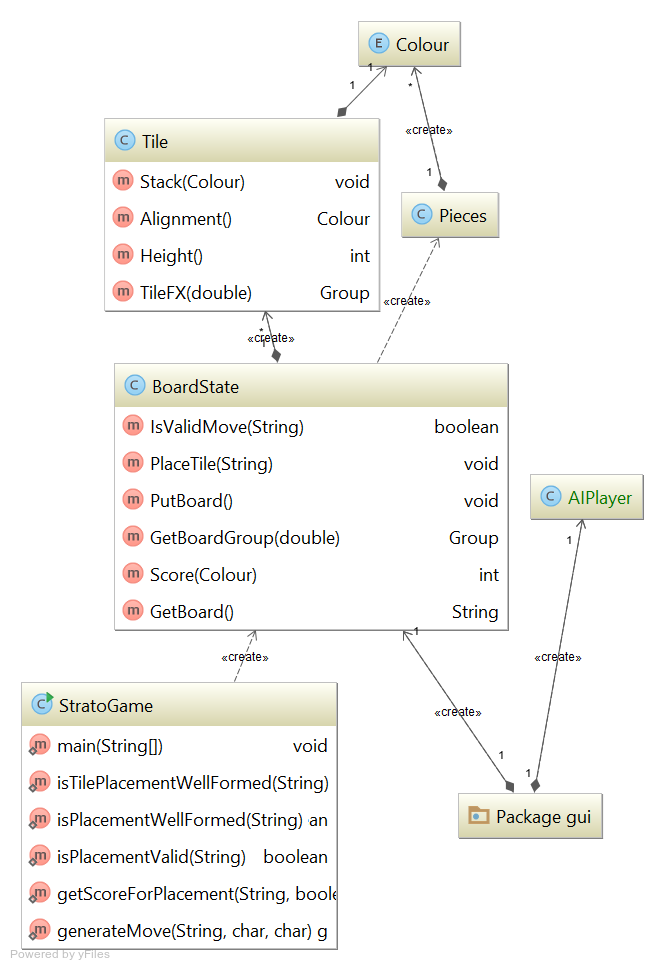 E Colour
1
1
*
«create»
1
C Tile
m Stack(Colour) void
m Alignment() Colour
m Height() int
m TileFX(double) Group
C Pieces
«create»
*
«create»
1
C BoardState
m IsValidMove(String) boolean
m PlaceTile(String) void
m PutBoard() void
m GetBoardGroup(double) Group
m Score(Colour) int
m GetBoard() String
C AIPlayer
1
1
«create»
«create»
«create»
1
1
C StratoGame
m main(String[]) void
m isTilePlacementWellFormed(String)
m isPlacementWellFormed(String) an
m isPlacementValid(String) boolean
m getScoreForPlacement(String, boole
m generateMove(String, char, char) g
Package gui
Powered by yFiles